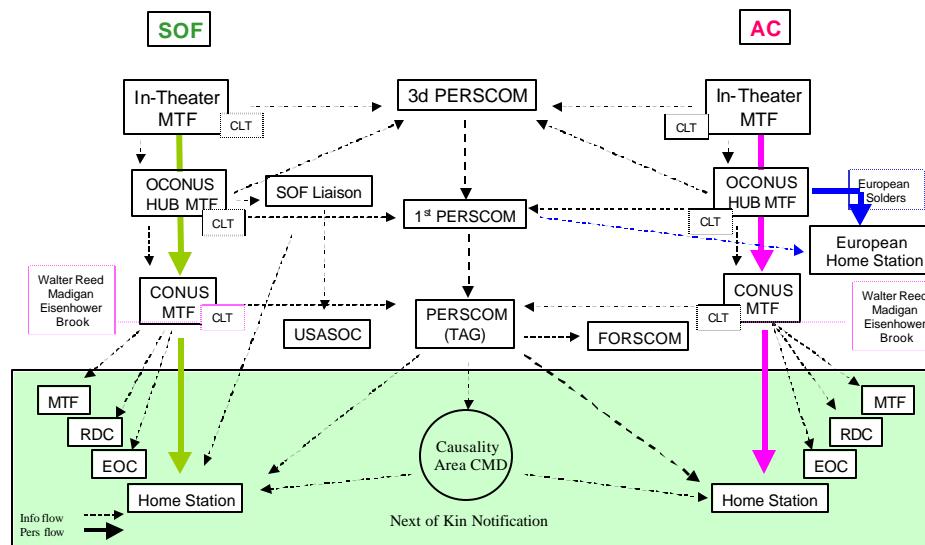 SOF
AC
In-Theater
MTF
CLT
3d PERSCOM
In-Theater
MTF
CLT
OCONUS
HUB MTF
CLT
SOF Liaison
1st PERSCOM
OCONUS
HUB MTF
CLT
European
Solders
European
Home Station
Walter Reed
Madigan
Eisenhower
Brook
CONUS
MTF
CLT
USASOC
PERSCOM
(TAG)
FORSCOM
CONUS
MTF
CLT
Walter Reed
Madigan
Eisenhower
Brook
MTF
RDC
EOC
Home Station
Causality
Area CMD
MTF
RDC
EOC
Home Station
Next of Kin Notification
Info flow
Pers flow